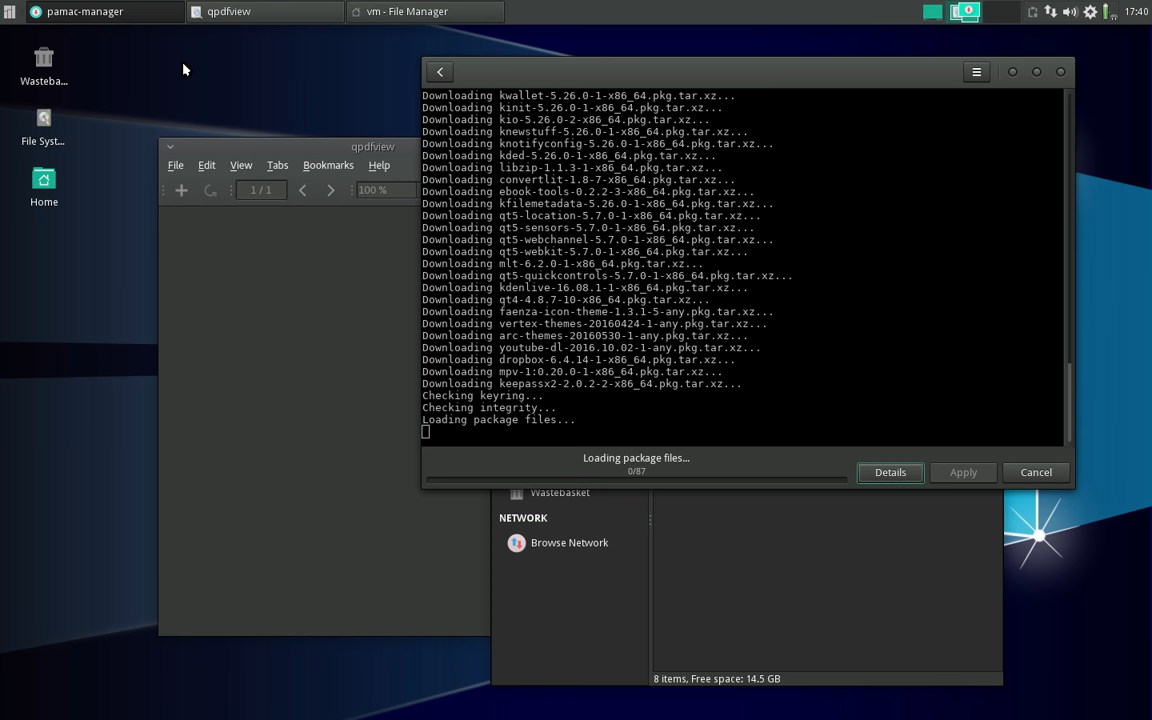 pamac-manager
qpdfview
vm - File Manager
17:40
Wasteba...
File Syst...
Home
qpdfview
File Edit View Tabs Bookmarks Help
1 / 1
100 %
Downloading kwallet-5.26.0-1-x86_64.pkg.tar.xz...
Downloading kinit-5.26.0-1-x86_64.pkg.tar.xz...
Downloading kio-5.26.0-2-x86_64.pkg.tar.xz...
Downloading knewstuff-5.26.0-1-x86_64.pkg.tar.xz...
Downloading knotifyconfig-5.26.0-1-x86_64.pkg.tar.xz...
Downloading kded-5.26.0-1-x86_64.pkg.tar.xz...
Downloading libzip-1.1.3-1-x86_64.pkg.tar.xz...
Downloading convertlit-1.8-7-x86_64.pkg.tar.xz...
Downloading ebook-tools-0.2.2-3-x86_64.pkg.tar.xz...
Downloading kfilemetadata-5.26.0-1-x86_64.pkg.tar.xz...
Downloading qt5-location-5.7.0-1-x86_64.pkg.tar.xz...
Downloading qt5-sensors-5.7.0-1-x86_64.pkg.tar.xz...
Downloading qt5-webchannel-5.7.0-1-x86_64.pkg.tar.xz...
Downloading qt5-webkit-5.7.0-1-x86_64.pkg.tar.xz...
Downloading mlt-6.2.0-1-x86_64.pkg.tar.xz...
Downloading qt5-quickcontrols-5.7.0-1-x86_64.pkg.tar.xz...
Downloading kdenlive-16.08.1-1-x86_64.pkg.tar.xz...
Downloading qt4-4.8.7-10-x86_64.pkg.tar.xz...
Downloading faenza-icon-theme-1.3.1-5-any.pkg.tar.xz...
Downloading vertex-themes-20160424-1-any.pkg.tar.xz...
Downloading arc-themes-20160530-1-any.pkg.tar.xz...
Downloading youtube-dl-2016.10.02-1-any.pkg.tar.xz...
Downloading dropbox-6.4.14-1-x86_64.pkg.tar.xz...
Downloading mpv-1:0.20.0-1-x86_64.pkg.tar.xz...
Downloading keepassx2-2.0.2-2-x86_64.pkg.tar.xz...
Checking keyring...
Checking integrity...
Loading package files...
Loading package files...
0/87
Details
Apply
Cancel
Wastebasket
NETWORK
Browse Network
8 items, Free space: 14.5 GB